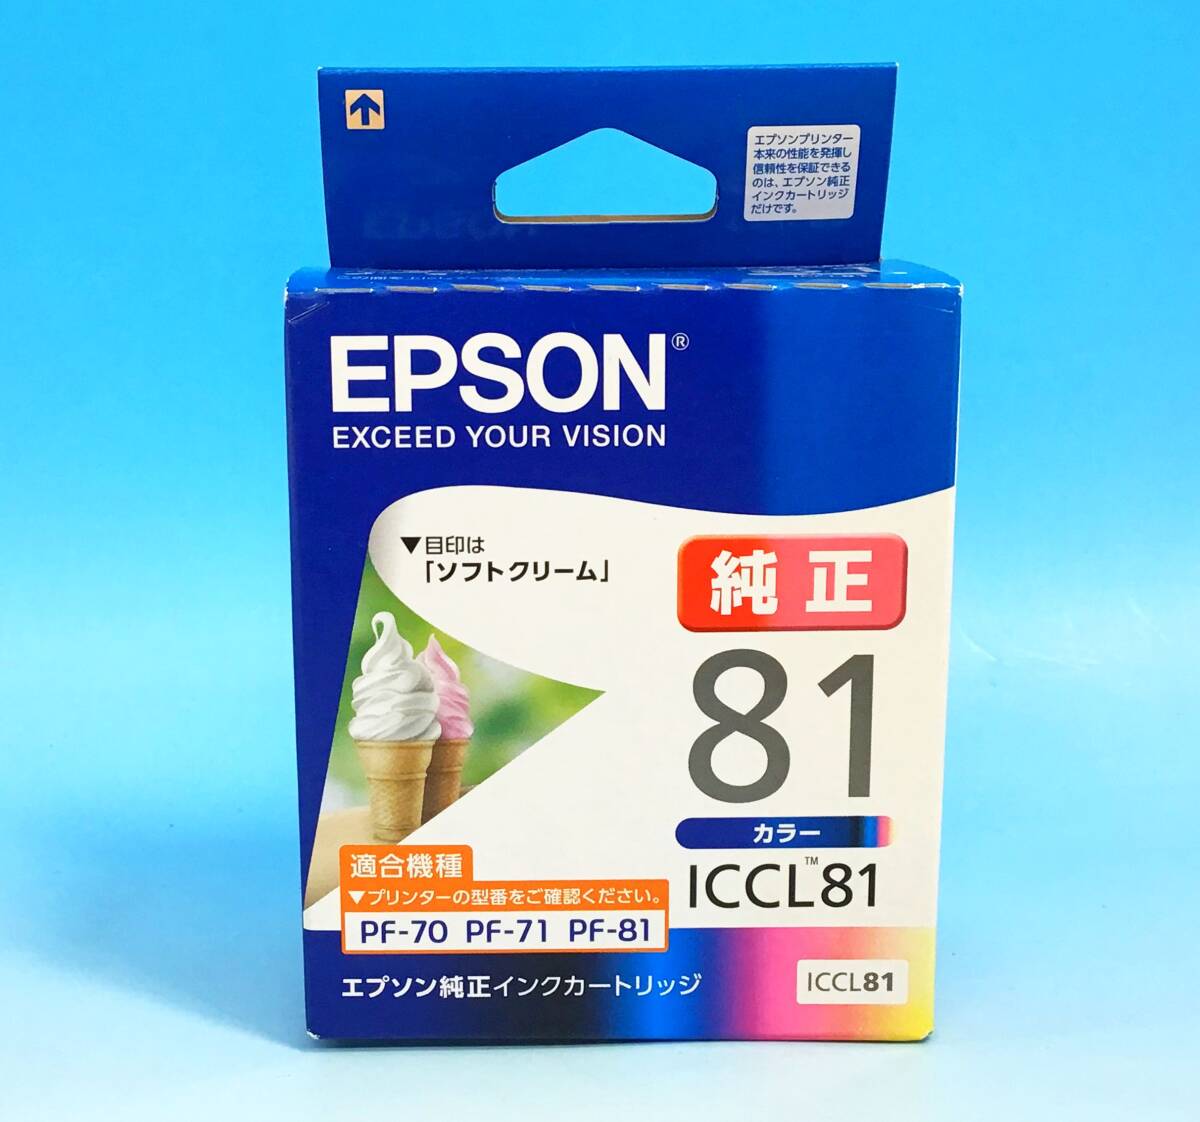 エプソンプリンター
本来の性能を発揮し
信頼性を保証できる
のは、エプソン純正
インクカートリッジ
だけです。
EPSON®
EXCEED YOUR VISION
▼目印は
「ソフトクリーム」
純正
81
カラー
ICCL™81
適合機種
▼プリンターの型番をご確認ください。
PF-70 PF-71 PF-81
エプソン純正インクカートリッジ
ICCL81